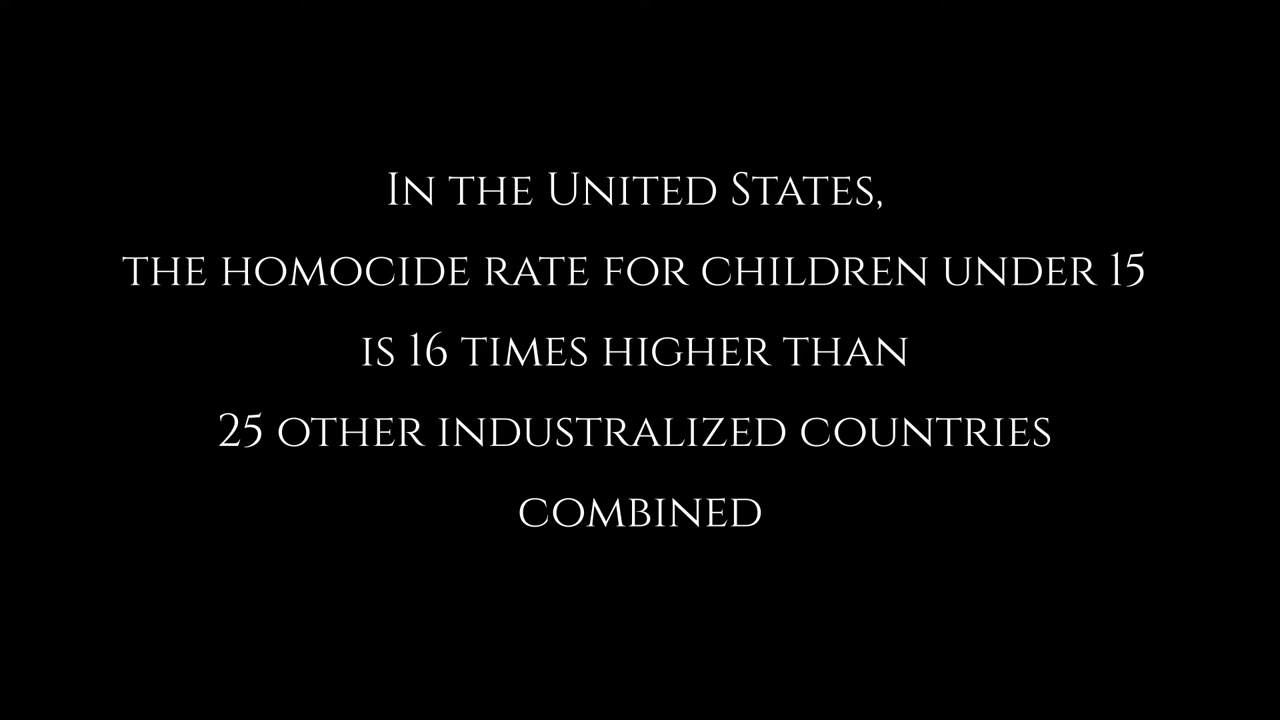 In the United States,
the homocide rate for children under 15
is 16 times higher than
25 other industralized countries
combined